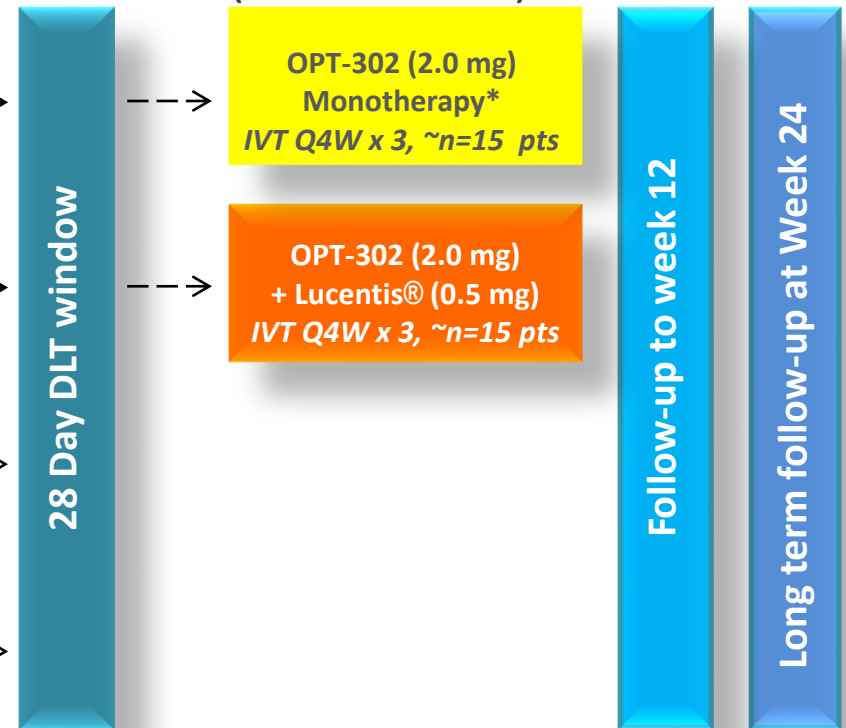 28 Day DLT window
OPT-302 (2.0 mg)
Monotherapy*
IVT Q4W x 3, ~n=15 pts
OPT-302 (2.0 mg)
+ Lucentis® (0.5 mg)
IVT Q4W x 3, ~n=15 pts
Follow-up to week 12
Long term follow-up at Week 24